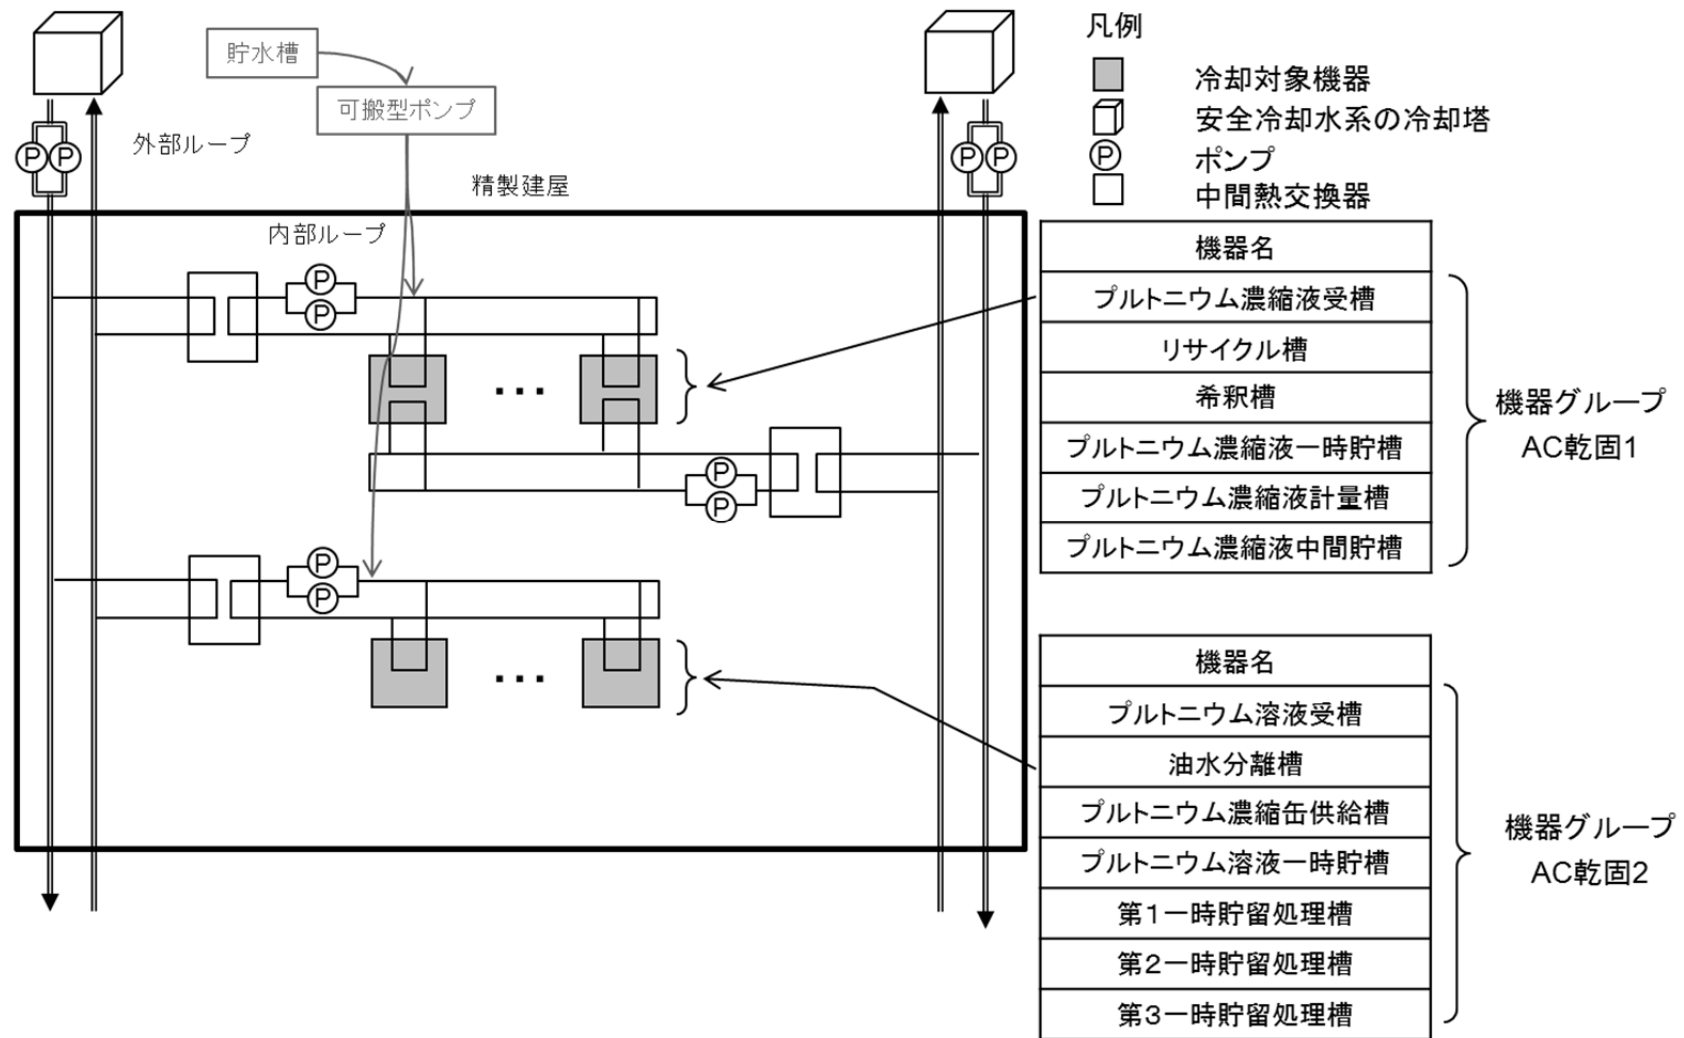 貯水槽
可搬型ポンプ
外部ループ
精製建屋
内部ループ
P P
P P
P
P
P
P
P
P
凡例
冷却対象機器
安全冷却水系の冷却塔
P ポンプ
中間熱交換器
機器名
プルトニウム濃縮液受槽
リサイクル槽
希釈槽
プルトニウム濃縮液一時貯槽
プルトニウム濃縮液計量槽
プルトニウム濃縮液中間貯槽
機器グループ
AC乾固1
・・・
・・・
機器名
プルトニウム溶液受槽
油水分離槽
プルトニウム濃縮缶供給槽
プルトニウム溶液一時貯槽
第1一時貯留処理槽
第2一時貯留処理槽
第3一時貯留処理槽
機器グループ
AC乾固2